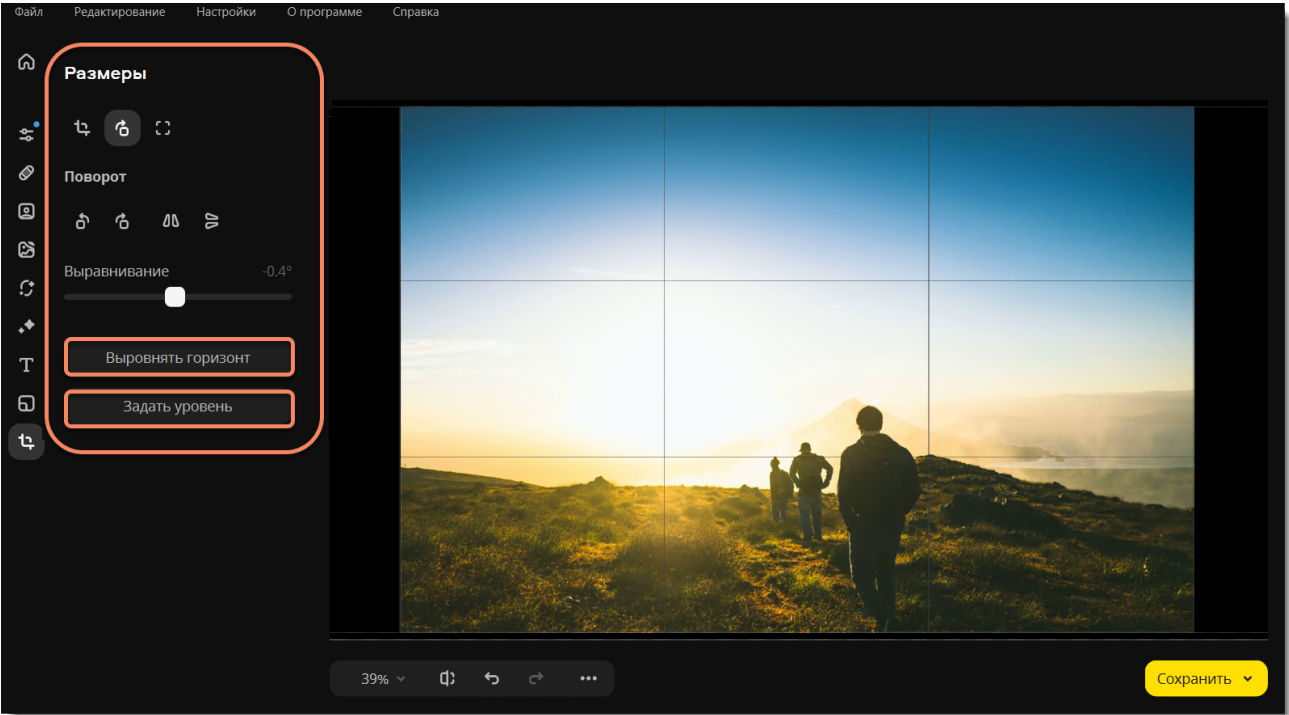 Файл Редактирование Настройки О программе Справка
Размеры
Поворот
Выравнивание -0.4°
Выровнять горизонт
Задать уровень
39%
Сохранить